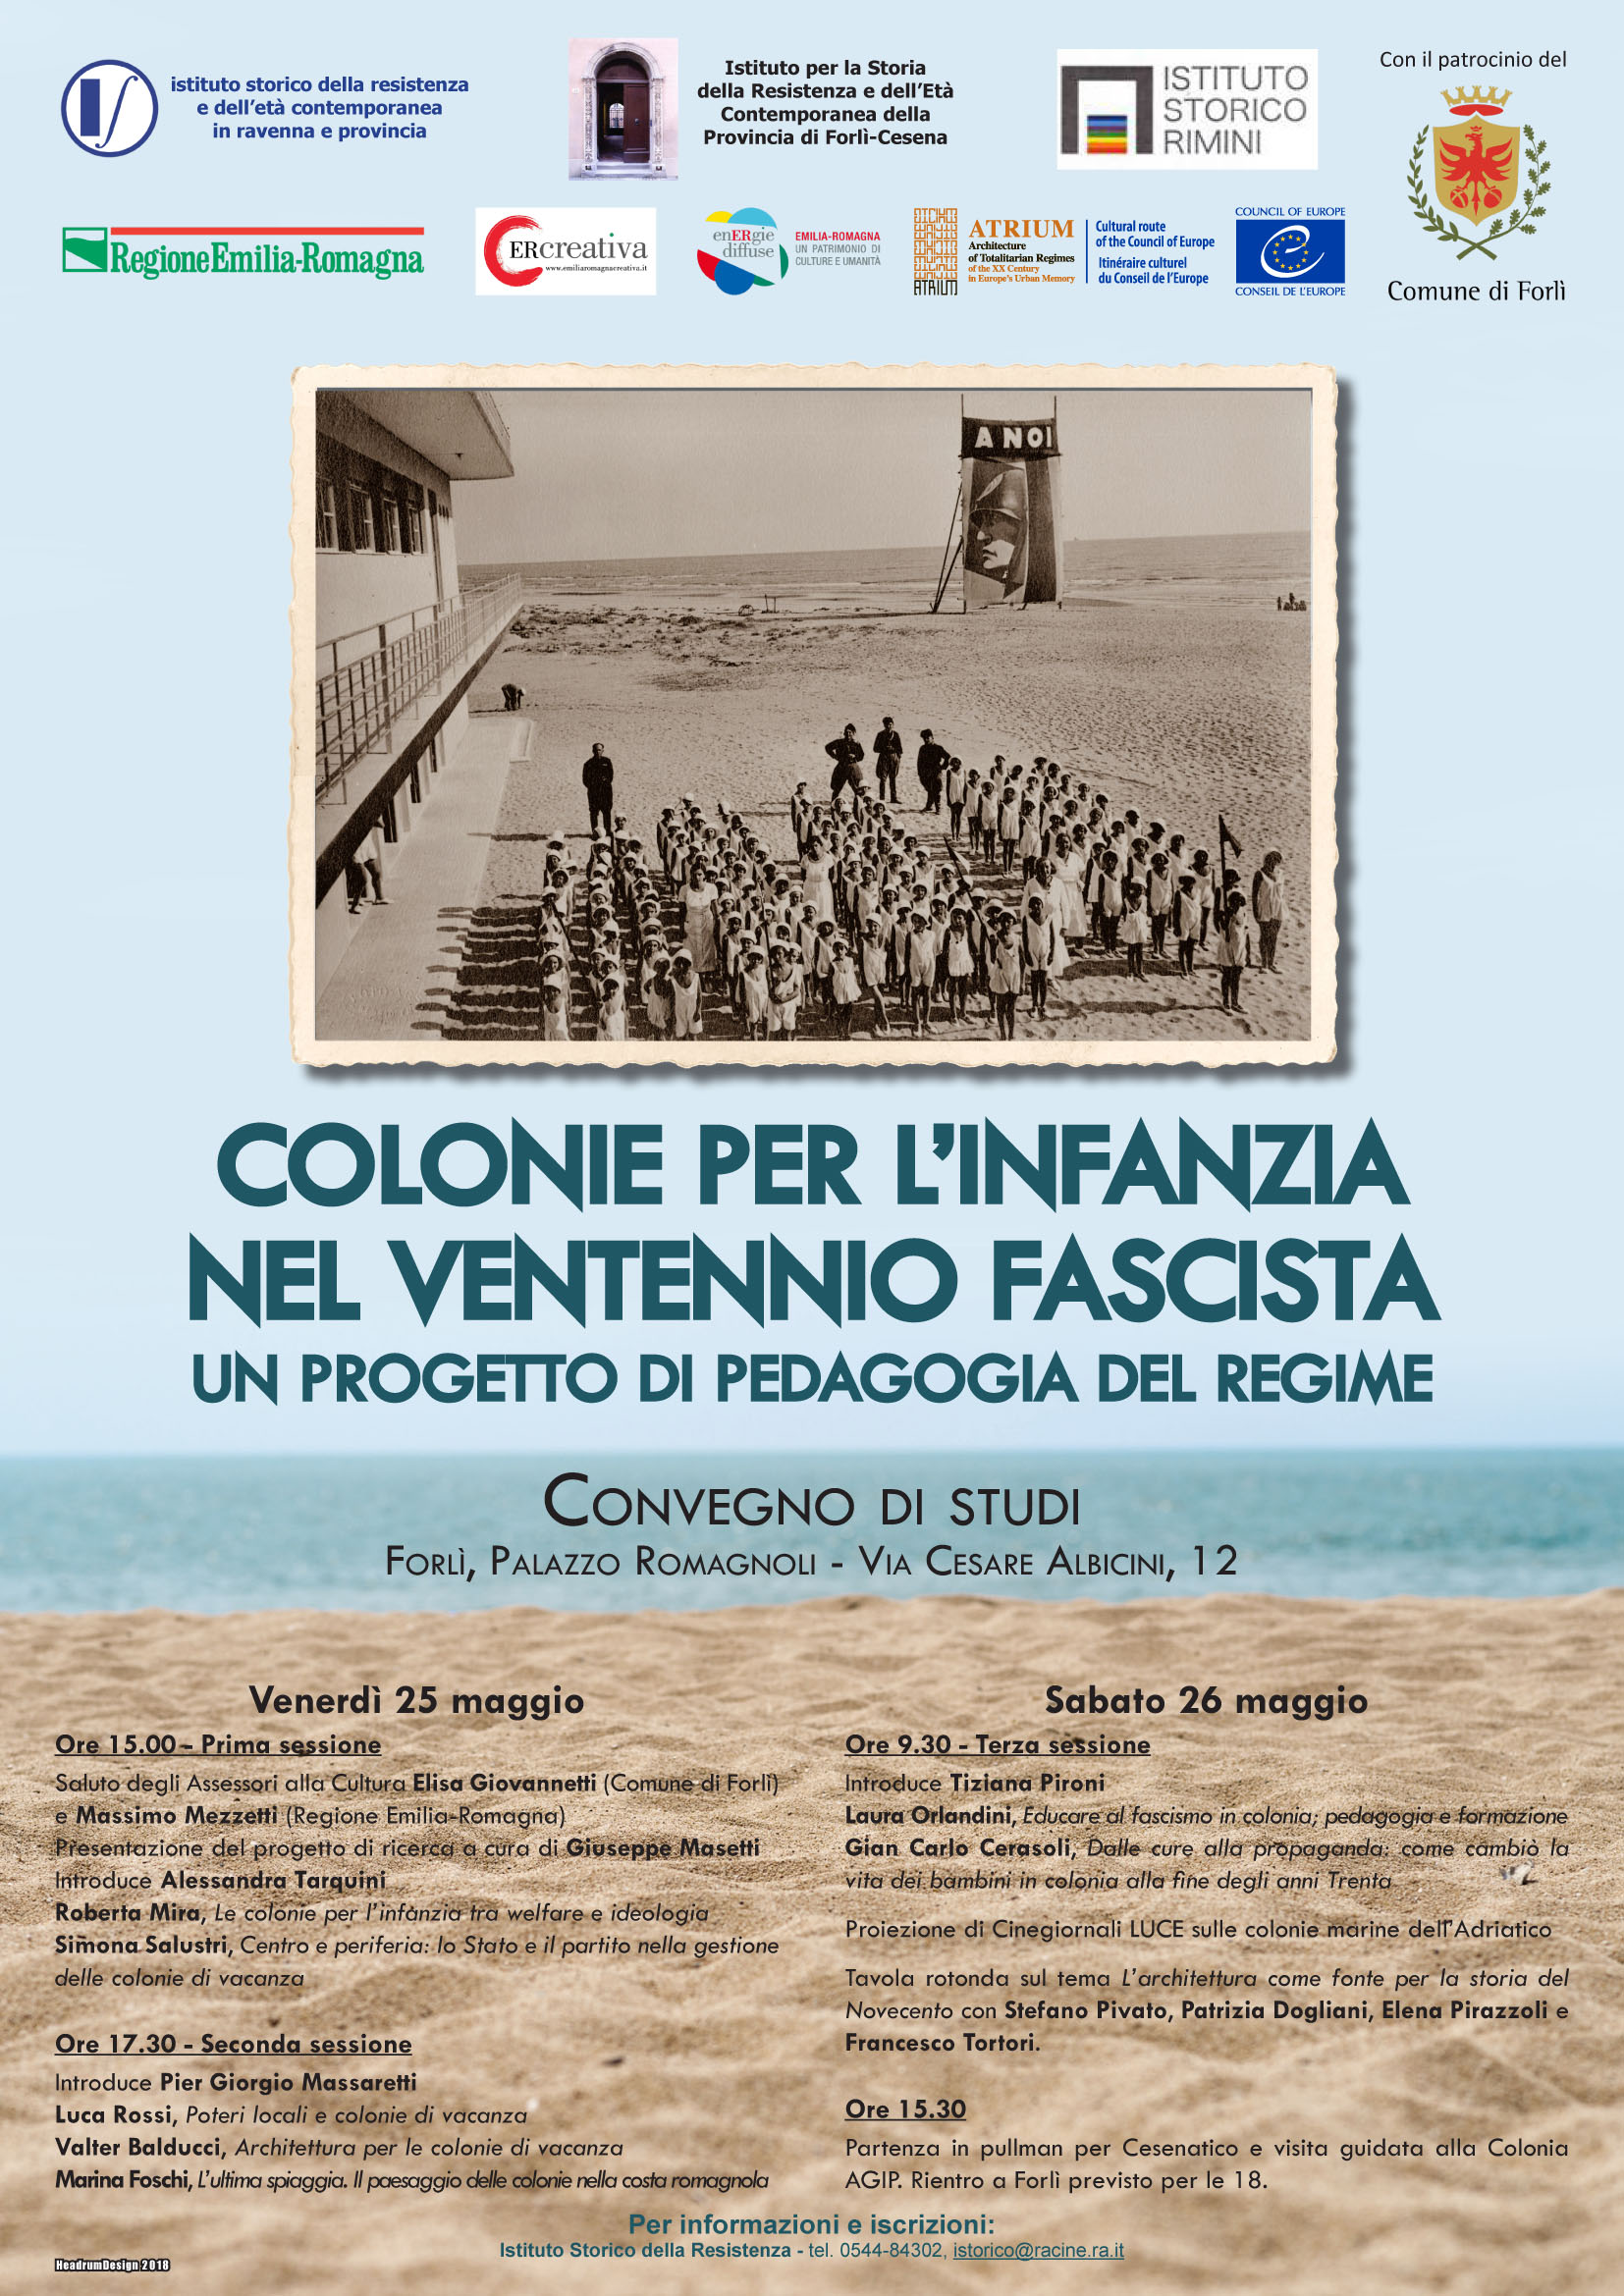 istituto storico della resistenza
e dell'età contemporanea
in ravenna e provincia
Istituto per la Storia
della Resistenza e dell'Età
Contemporanea della
Provincia di Forlì-Cesena
ISTITUTO
STORICO
RIMINI
Con il patrocinio del
Comune di Forlì
RegioneEmilia-Romagna
ERcreativa
www.emiliaromagnacreativa.it
enERgie
diffuse
EMILIA-ROMAGNA
UN PATRIMONIO DI
CULTURE E UMANITÀ
ATRIUM
ATRIUM
Architecture
of Totalitarian Regimes
of the XX Century
in Europe's Urban Memory
Cultural route
of the Council of Europe
Itinéraire culturel
du Conseil de l'Europe
COUNCIL OF EUROPE
CONSEIL DE L'EUROPE
A NOI
COLONIE PER L'INFANZIA
NEL VENTENNIO FASCISTA
UN PROGETTO DI PEDAGOGIA DEL REGIME
CONVEGNO DI STUDI
FORLÌ, PALAZZO ROMAGNOLI - VIA CESARE ALBICINI, 12
Venerdì 25 maggio
Ore 15.00 – Prima sessione
Saluto degli Assessori alla Cultura Elisa Giovannetti (Comune di Forlì)
e Massimo Mezzetti (Regione Emilia-Romagna)
Presentazione del progetto di ricerca a cura di Giuseppe Masetti
Introduce Alessandra Tarquini
Roberta Mira, Le colonie per l'infanzia tra welfare e ideologia
Simona Salustri, Centro e periferia: lo Stato e il partito nella gestione
delle colonie di vacanza
Ore 17.30 - Seconda sessione
Introduce Pier Giorgio Massaretti
Luca Rossi, Poteri locali e colonie di vacanza
Valter Balducci, Architettura per le colonie di vacanza
Marina Foschi, L'ultima spiaggia. Il paesaggio delle colonie nella costa romagnola
Sabato 26 maggio
Ore 9.30 - Terza sessione
Introduce Tiziana Pironi
Laura Orlandini, Educare al fascismo in colonia; pedagogia e formazione
Gian Carlo Cerasoli, Dalle cure alla propaganda: come cambiò la
vita dei bambini in colonia alla fine degli anni Trenta
Proiezione di Cinegiornali LUCE sulle colonie marine dell'Adriatico
Tavola rotonda sul tema L'architettura come fonte per la storia del
Novecento con Stefano Pivato, Patrizia Dogliani, Elena Pirazzoli e
Francesco Tortori.
Ore 15.30
Partenza in pullman per Cesenatico e visita guidata alla Colonia
AGIP. Rientro a Forlì previsto per le 18.
Per informazioni e iscrizioni:
Istituto Storico della Resistenza - tel. 0544-84302, istorico@racine.ra.it
HeadrumDesign 2018